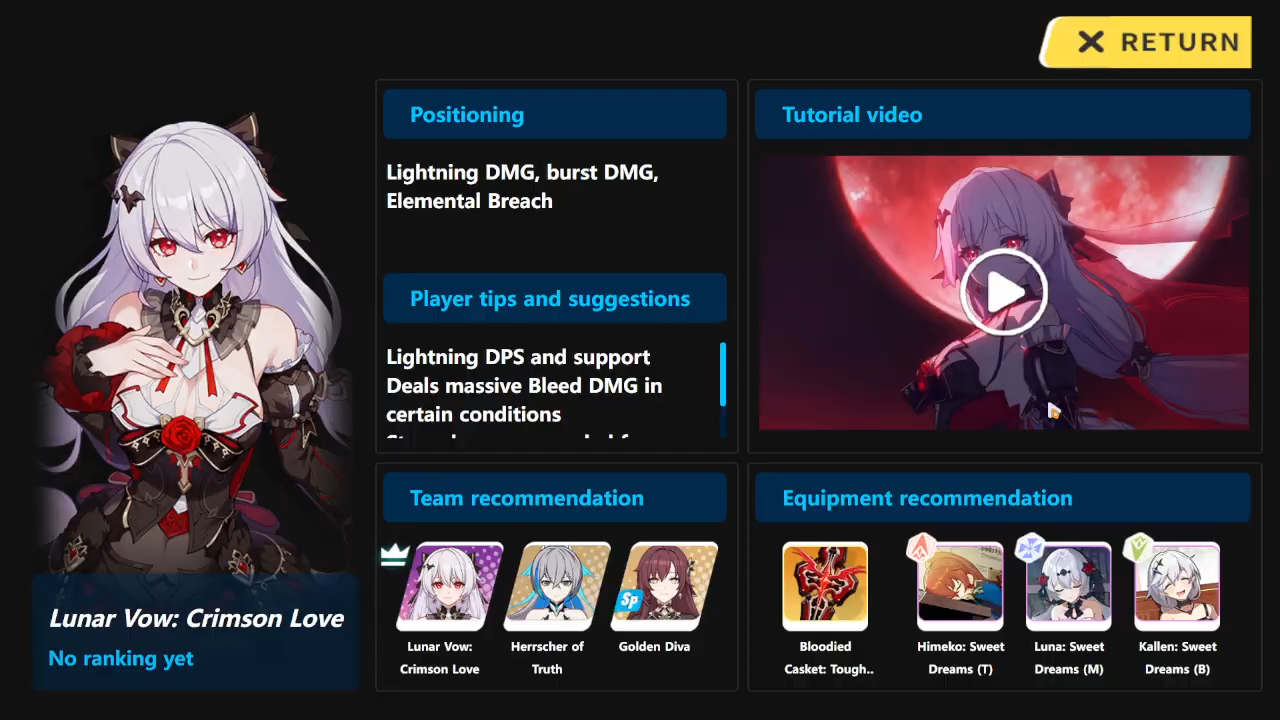 RETURN
Positioning
Lightning DMG, burst DMG,
Elemental Breach
Player tips and suggestions
Lightning DPS and support
Deals massive Bleed DMG in
certain conditions
Tutorial video
Lunar Vow: Crimson Love
No ranking yet
Team recommendation
Sp
Lunar Vow:
Crimson Love
Herrscher of
Truth
Golden Diva
Equipment recommendation
Bloodied
Casket: Tough..
Himeko: Sweet
Dreams (T)
Luna: Sweet
Dreams (M)
Kallen: Sweet
Dreams (B)